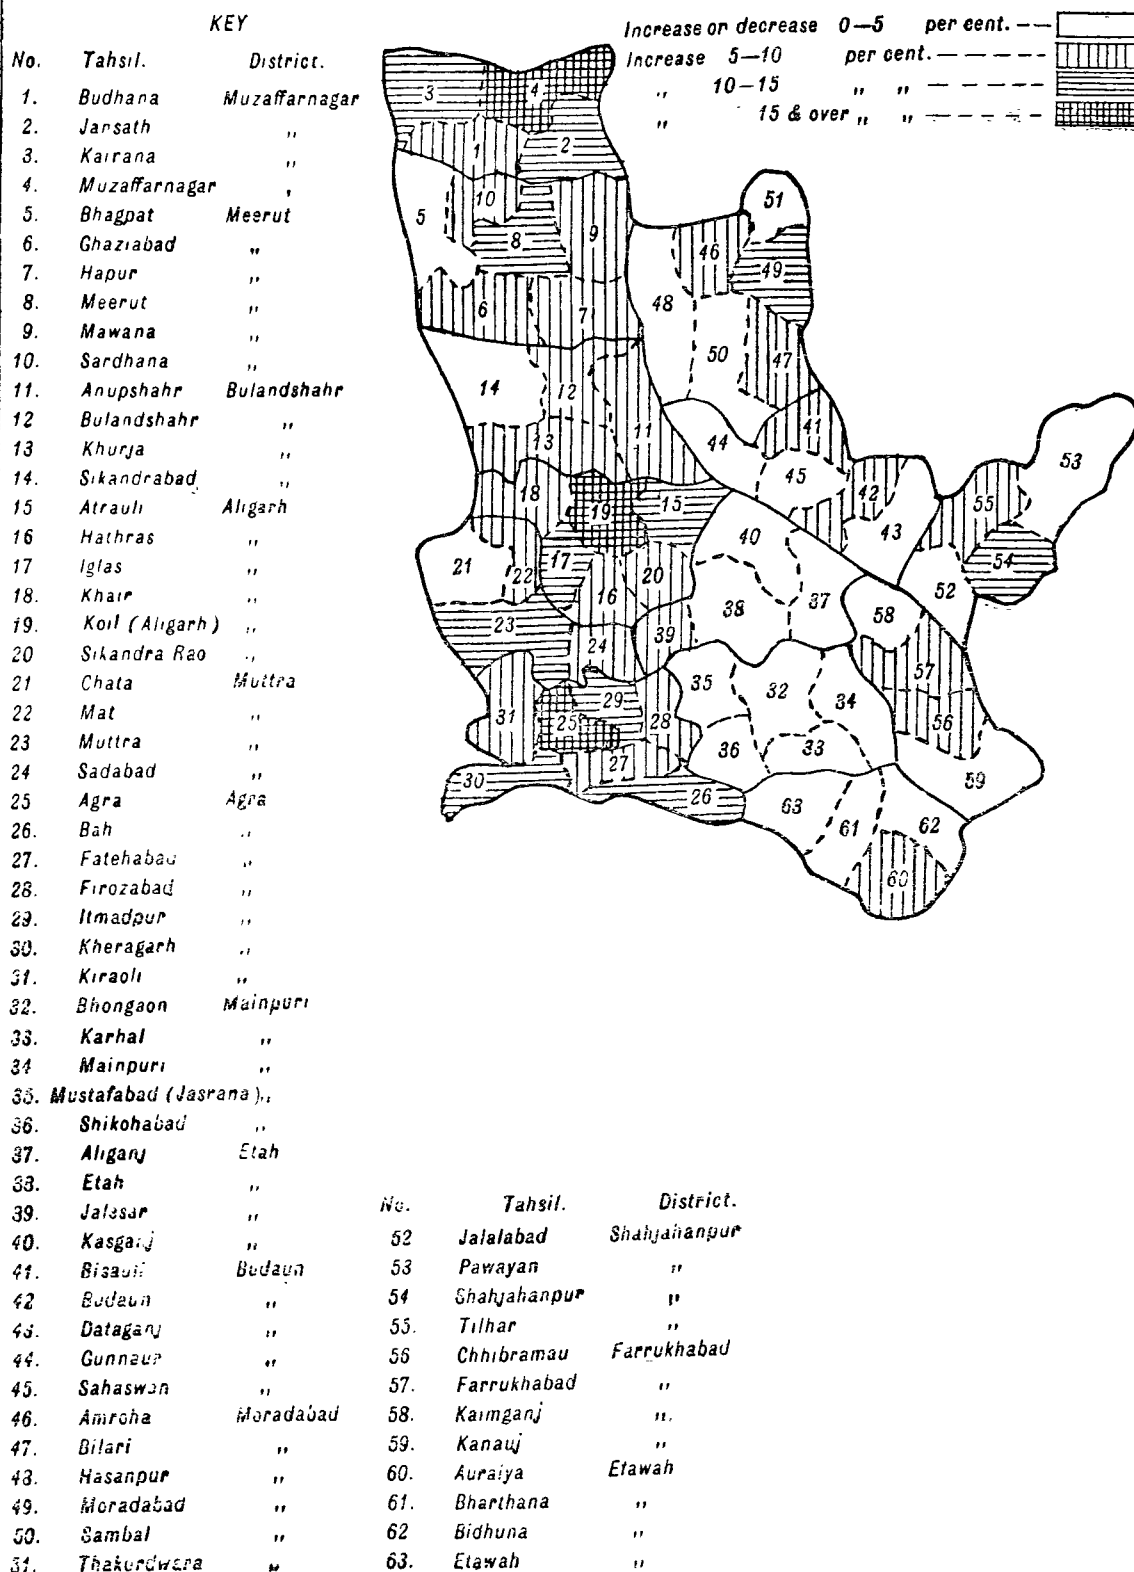 KEY
No. Tahsil. District.
1. Budhana Muzaffarnagar
2. Jansath "
3. Kairana "
4. Muzaffarnagar "
5. Bhagpat Meerut
6. Ghaziabad "
7. Hapur "
8. Meerut "
9. Mawana "
10. Sardhana "
11. Anupshahr Bulandshahr
12 Bulandshahr "
13 Khurja "
14. Sikandrabad "
15 Atrauli Aligarh
16 Hathras "
17 Iglas "
18. Khair "
19. Koil (Aligarh) "
20 Sikandra Rao "
21 Chata Muttra
22 Mat "
23 Muttra "
24 Sadabad "
25 Agra Agra
26. Bah "
27. Fatehabad "
28. Firozabad "
29. Itmadpur "
30. Kheragarh "
31. Kiraoli "
32. Bhongaon Mainpuri
33. Karhal "
34 Mainpuri "
35. Mustafabad (Jasrana) "
36. Shikohabad "
37. Aliganj Etah
38. Etah "
39. Jalesar "
40. Kasganj "
41. Bisauli Budaun
42 Budaun "
43. Dataganj "
44. Gunnaur "
45. Sahaswan "
46. Amroha Moradabad
47. Bilari "
48. Hasanpur "
49. Moradabad "
50. Sambal "
51. Thakurdwara "
No. Tahsil. District.
52 Jalalabad Shahjahanpur
53 Pawayan "
54 Shahjahanpur "
55. Tilhar "
56 Chhibramau Farrukhabad
57. Farrukhabad "
58. Kaimganj "
59. Kanauj "
60. Auraiya Etawah
61. Bharthana "
62 Bidhuna "
63. Etawah "
Increase or decrease 0—5 per cent.
Increase 5—10 per cent.
" 10—15 " "
" 15 & over " "
3
4
1
2
10
5
8
9
6
7
51
46
49
48
50
47
14
12
13
11
44
41
45
42
43
53
55
54
52
18
19
15
40
21
22
17
16
20
38
37
58
23
24
39
57
56
31
25
29
28
35
32
34
36
33
27
30
26
59
63
61
62
60